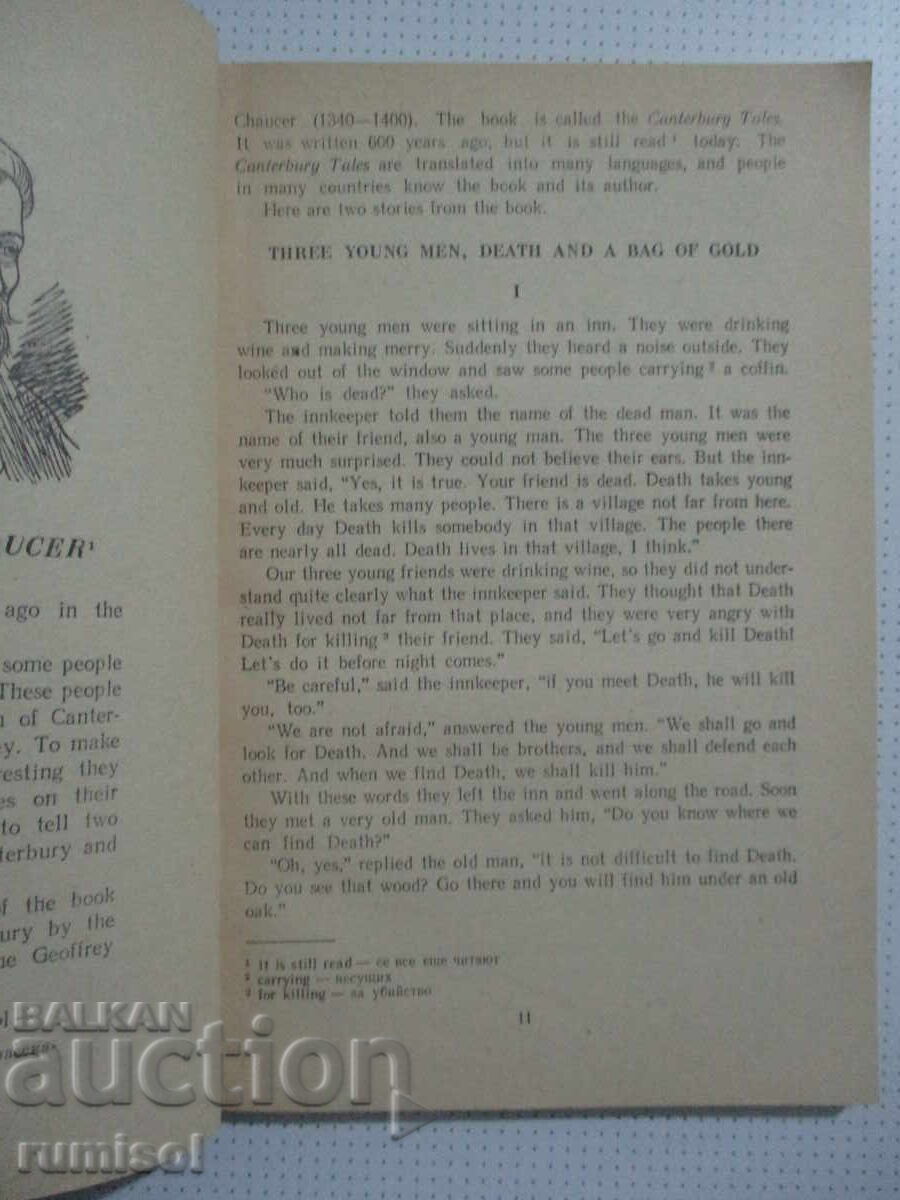 UCER¹
ago in the
some people
These people
of Canter-
y. To make
resting they
es on their
to tell two
terbury and
of the book
ury by the
ne Geoffrey
Chaucer (1340—1400). The book is called the Canterbury Tales.
It was written 600 years ago, but it is still read¹ today. The
Canterbury Tales are translated into many languages, and people
in many countries know the book and its author.
Here are two stories from the book.
THREE YOUNG MEN, DEATH AND A BAG OF GOLD
I
Three young men were sitting in an inn. They were drinking
wine and making merry. Suddenly they heard a noise outside. They
looked out of the window and saw some people carrying² a coffin.
“Who is dead?” they asked.
The innkeeper told them the name of the dead man. It was the
name of their friend, also a young man. The three young men were
very much surprised. They could not believe their ears. But the inn-
keeper said, “Yes, it is true. Your friend is dead. Death takes young
and old. He takes many people. There is a village not far from here.
Every day Death kills somebody in that village. The people there
are nearly all dead. Death lives in that village, I think.”
Our three young friends were drinking wine, so they did not under-
stand quite clearly what the innkeeper said. They thought that Death
really lived not far from that place, and they were very angry with
Death for killing³ their friend. They said, “Let's go and kill Death!
Let's do it before night comes.”
“Be careful,” said the innkeeper, “if you meet Death, he will kill
you, too.”
“We are not afraid,” answered the young men. “We shall go and
look for Death. And we shall be brothers, and we shall defend each
other. And when we find Death, we shall kill him.”
With these words they left the inn and went along the road. Soon
they met a very old man. They asked him, “Do you know where we
can find Death?”
“Oh, yes,” replied the old man, “it is not difficult to find Death.
Do you see that wood? Go there and you will find him under an old
oak.”
¹ it is still read — ее все еще читают
² carrying — несущих
³ for killing — за убийство
11
BALKAN
auction
rumisol